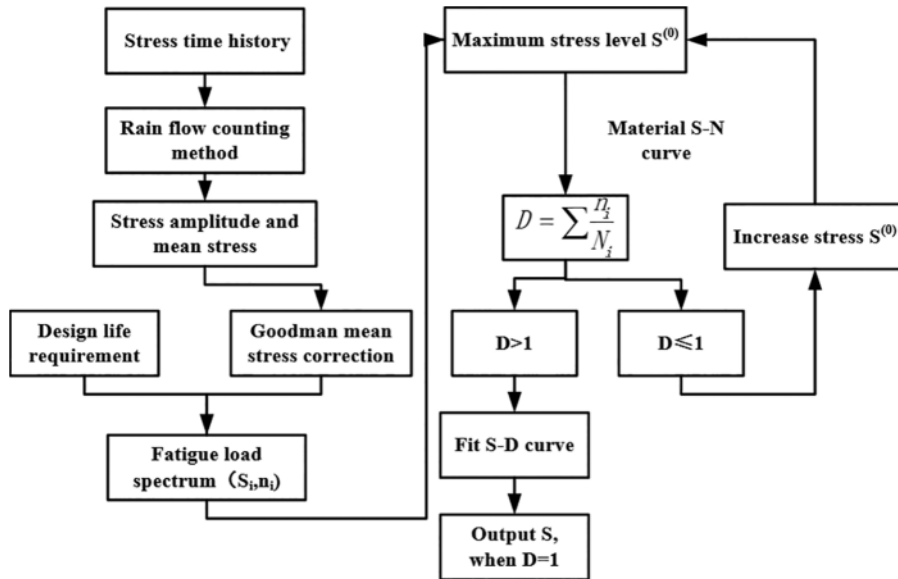 Stress time history
Rain flow counting
method
Stress amplitude and
mean stress
Design life
requirement
Goodman mean
stress correction
Fatigue load
spectrum（Sᵢ,nᵢ)
Maximum stress level S⁽⁰⁾
Material S-N
curve
D = ∑ nᵢ/Nᵢ
Increase stress S⁽⁰⁾
D>1
D≤1
Fit S-D curve
Output S,
when D=1